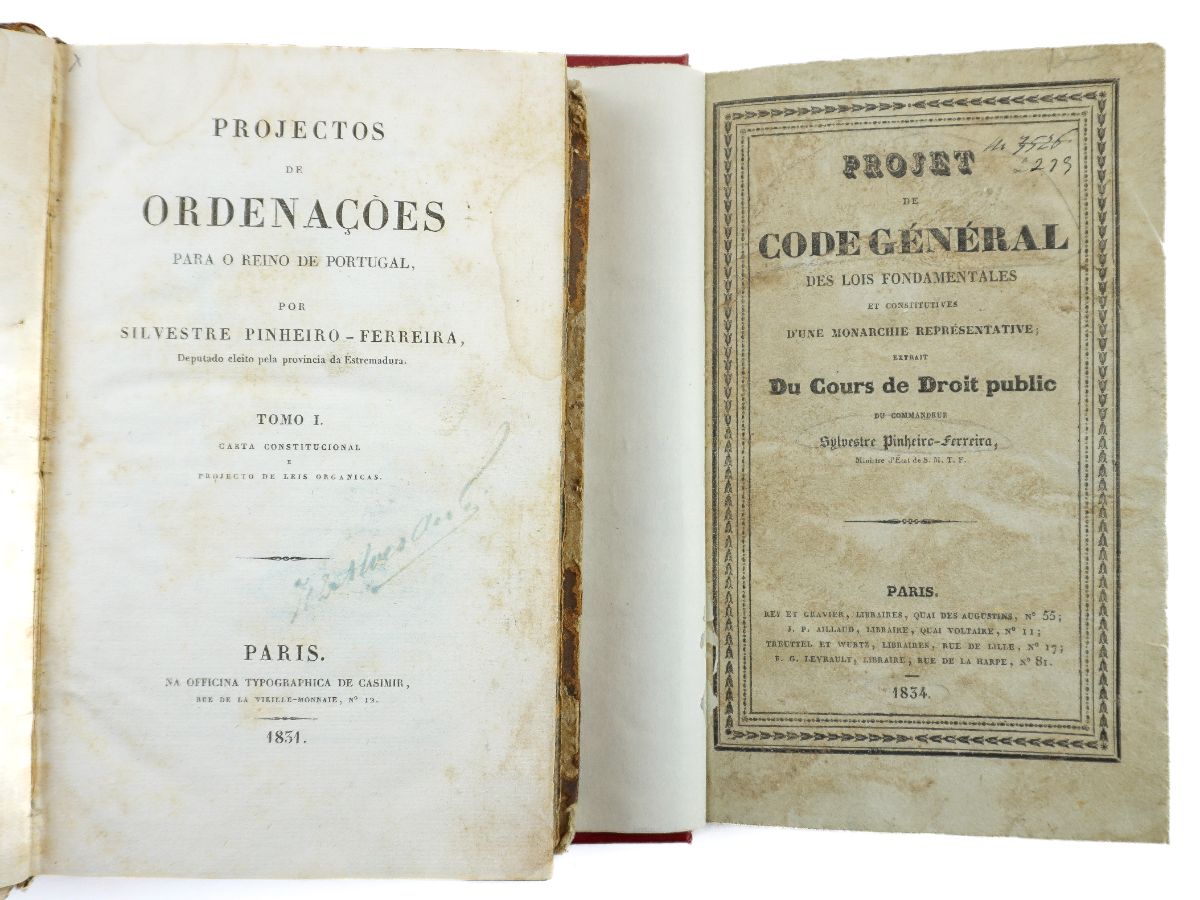 PROJECTOS
DE
ORDENAÇÕES
PARA O REINO DE PORTUGAL,
POR
SILVESTRE PINHEIRO-FERREIRA,
Deputado eleito pela provincia da Estremadura.
TOMO I.
CARTA CONSTITUCIONAL
E
PROJECTO DE LEIS ORGANICAS.
PARIS.
NA OFFICINA TYPOGRAPHICA DE CASIMIR,
RUE DE LA VIEILLE-MONNAIE, Nº 12.
1831.
PROJET
DE
CODE GÉNÉRAL
DES LOIS FONDAMENTALES
ET CONSTITUTIVES
D'UNE MONARCHIE REPRÉSENTATIVE;
EXTRAIT
Du Cours de Droit public
DU COMMANDEUR
Sylvestre Pinheiro-Ferreira,
Ministre d'État de S. M. T. F.
PARIS.
REY ET GRAVIER, LIBRAIRES, QUAI DES AUGUSTINS, Nº 55;
J. P. AILLAUD, LIBRAIRE, QUAI VOLTAIRE, Nº 11;
TREUTTEL ET WURTZ, LIBRAIRES, RUE DE LILLE, Nº 17;
F. G. LEVRAULT, LIBRAIRE, RUE DE LA HARPE, Nº 81.
1834.